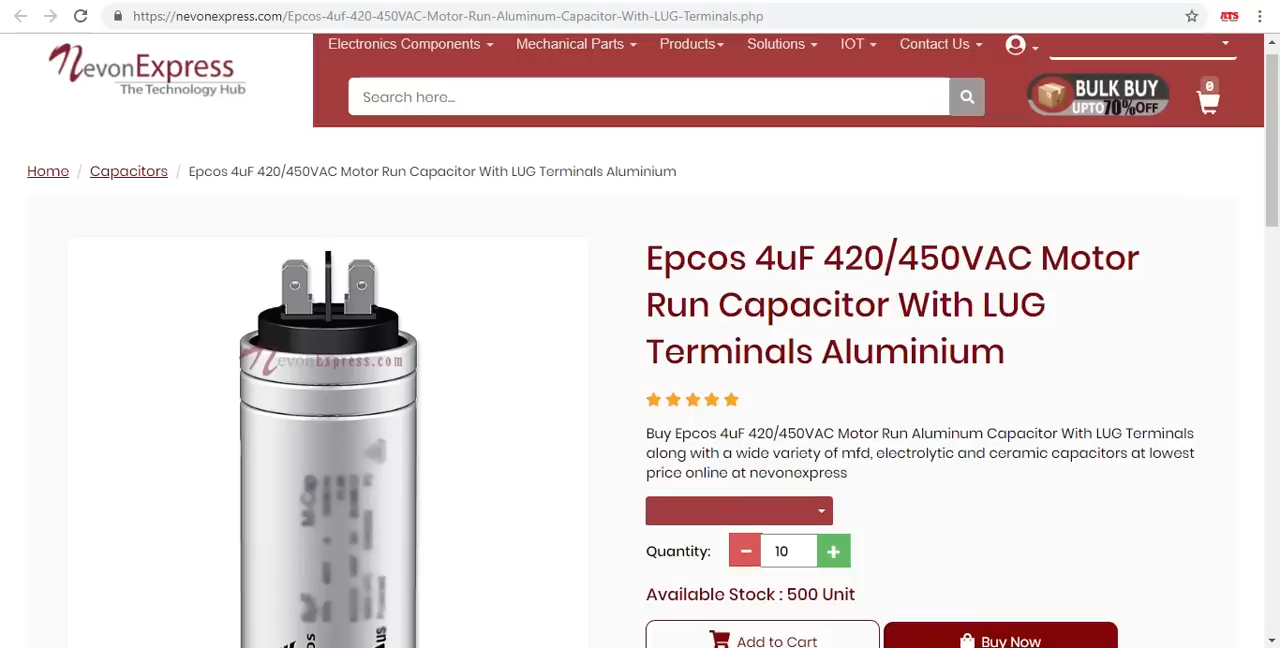 https://nevonexpress.com/Epcos-4uf-420-450VAC-Motor-Run-Aluminum-Capacitor-With-LUG-Terminals.php
ATS
NevonExpress
The Technology Hub
Electronics Components Mechanical Parts Products Solutions IOT Contact Us
Search here...
BULK BUY
UPTO 70% OFF
0
Home / Capacitors / Epcos 4uF 420/450VAC Motor Run Capacitor With LUG Terminals Aluminium
NevonExpress.com
M-Cap
Epcos 4uF 420/450VAC Motor
Run Capacitor With LUG
Terminals Aluminium
Buy Epcos 4uF 420/450VAC Motor Run Aluminum Capacitor With LUG Terminals
along with a wide variety of mfd, electrolytic and ceramic capacitors at lowest
price online at nevonexpress
Quantity: − 10 +
Available Stock : 500 Unit
Add to Cart
Buy Now